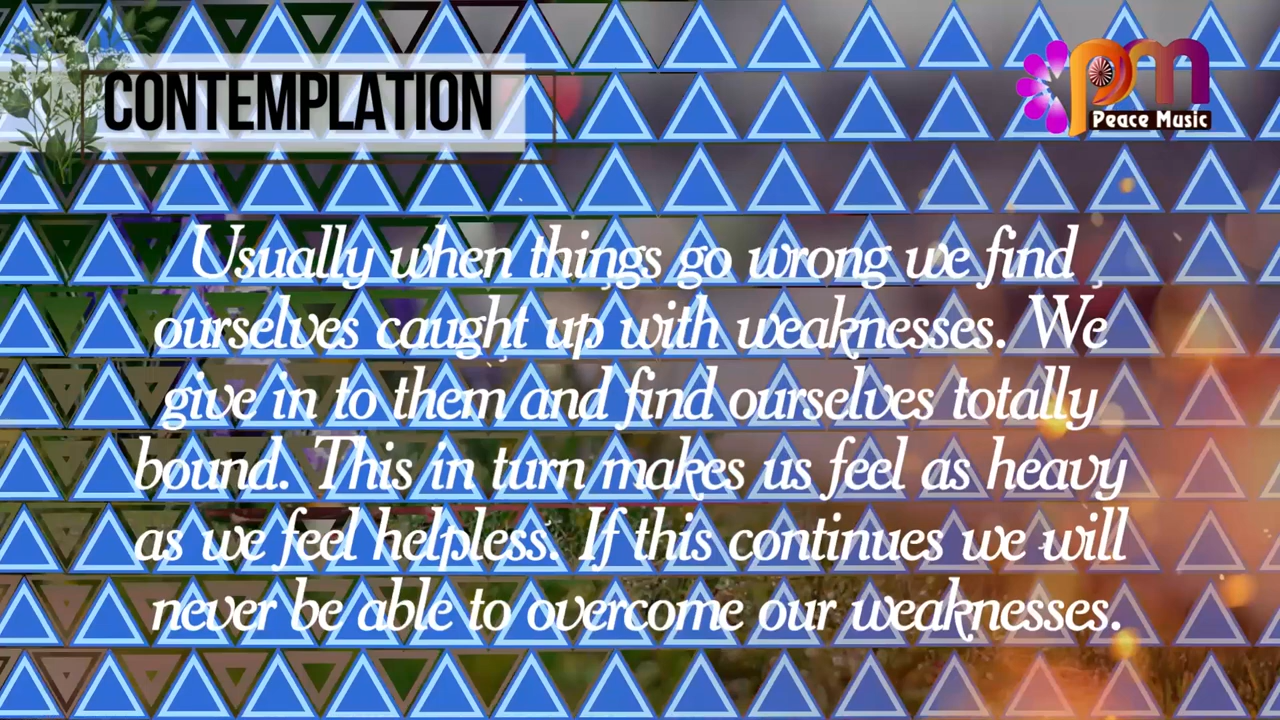 CONTEMPLATION
pm
Peace Music
Usually when things go wrong we find
ourselves caught up with weaknesses. We
give in to them and find ourselves totally
bound. This in turn makes us feel as heavy
as we feel helpless. If this continues we will
never be able to overcome our weaknesses.